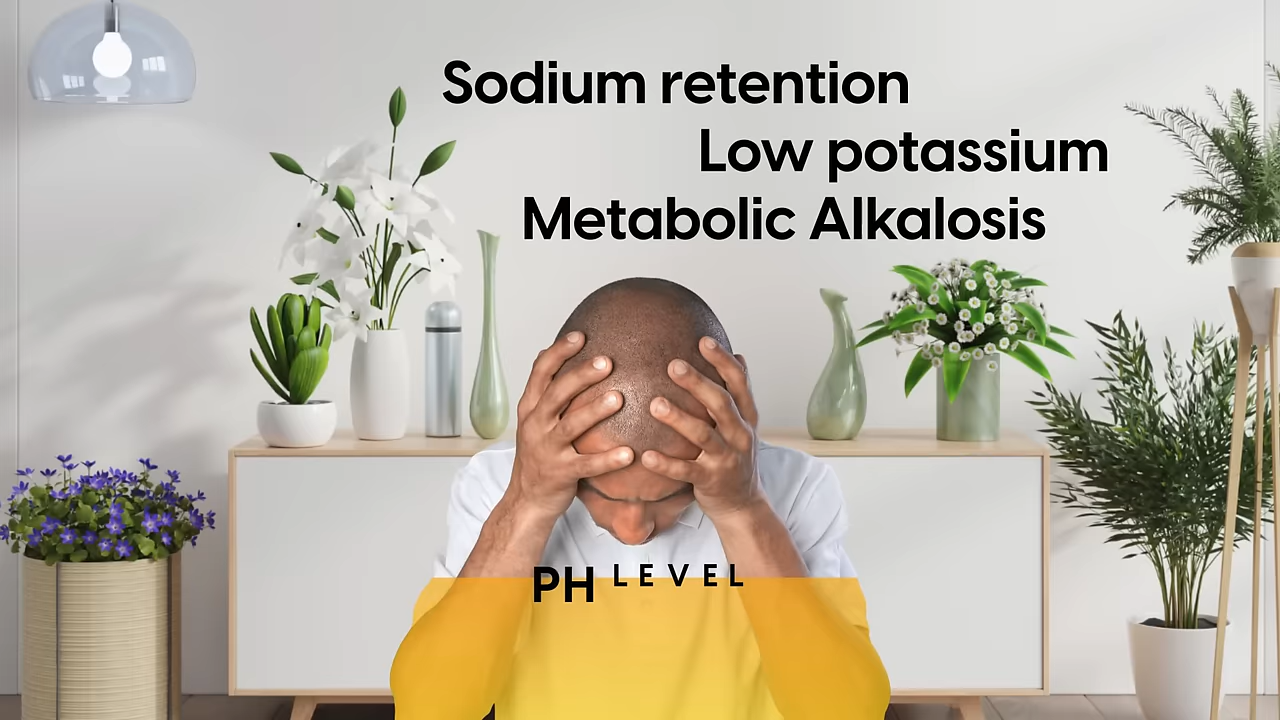 Sodium retention
Low potassium
Metabolic Alkalosis
PH LEVEL